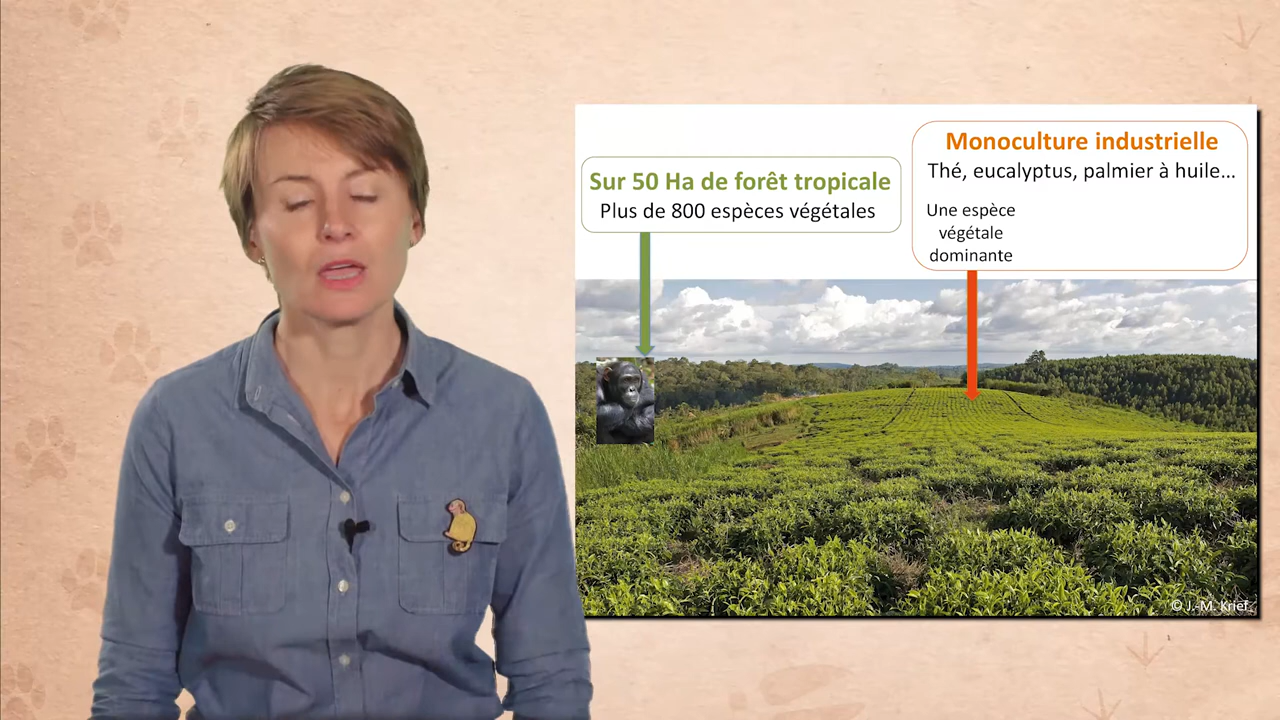 Sur 50 Ha de forêt tropicale
Plus de 800 espèces végétales
Monoculture industrielle
Thé, eucalyptus, palmier à huile...
Une espèce
végétale
dominante
© J.-M. Krief